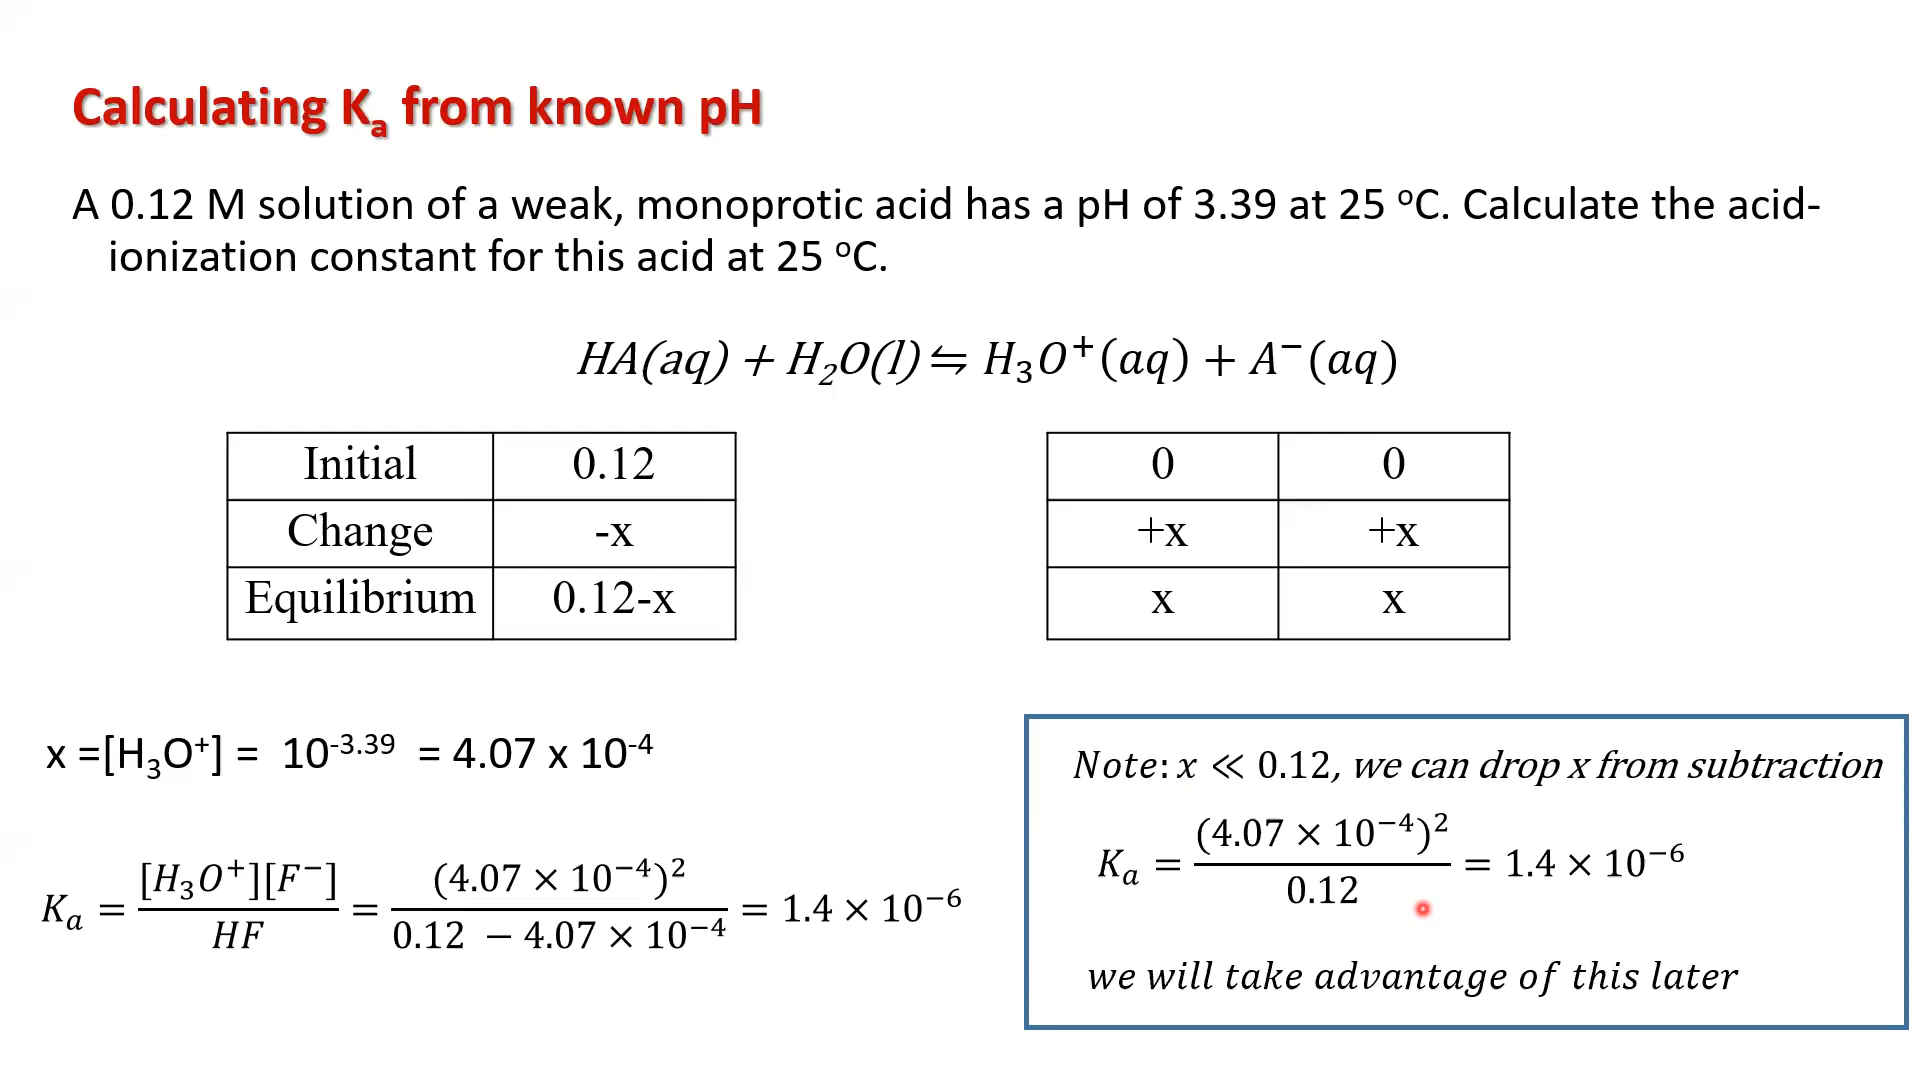 Calculating Ka from known pH
A 0.12 M solution of a weak, monoprotic acid has a pH of 3.39 at 25 ºC. Calculate the acid-
ionization constant for this acid at 25 ºC.
HA(aq) + H₂O(l) ⇋ H₃O⁺(aq) + A⁻(aq)
Initial 0.12 0 0
Change -x +x +x
Equilibrium 0.12-x x x
x =[H₃O⁺] = 10⁻³·³⁹ = 4.07 x 10⁻⁴
Kₐ = [H₃O⁺][F⁻] / HF = (4.07 × 10⁻⁴)² / 0.12 − 4.07 × 10⁻⁴ = 1.4 × 10⁻⁶
Note: x ≪ 0.12, we can drop x from subtraction
Kₐ = (4.07 × 10⁻⁴)² / 0.12 = 1.4 × 10⁻⁶
we will take advantage of this later